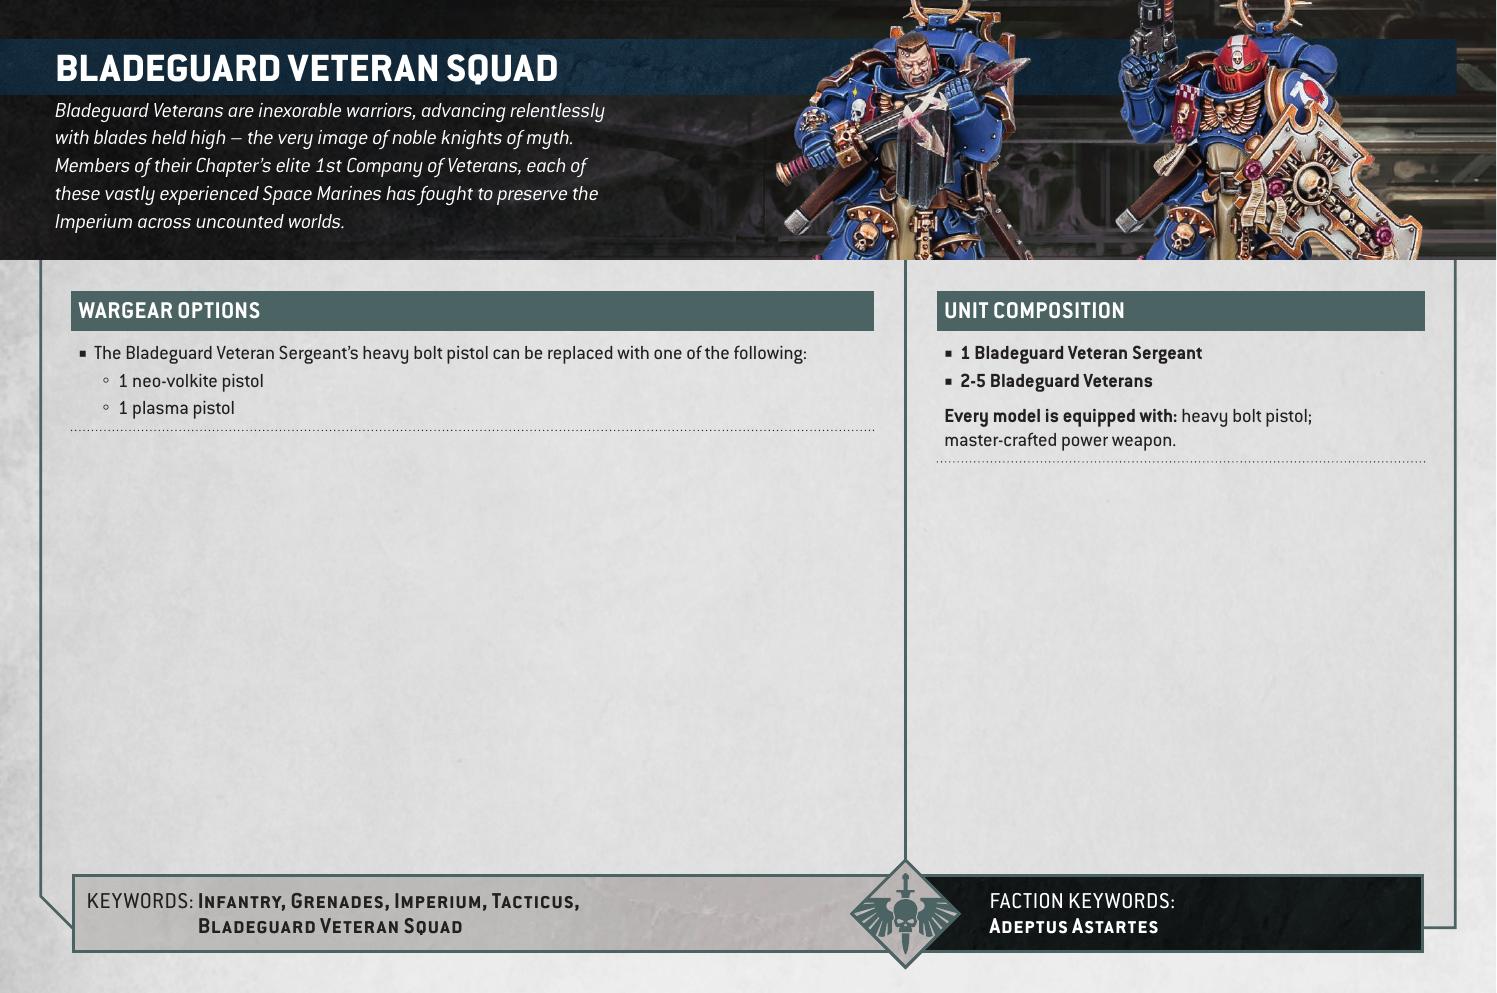 BLADEGUARD VETERAN SQUAD
Bladeguard Veterans are inexorable warriors, advancing relentlessly
with blades held high – the very image of noble knights of myth.
Members of their Chapter's elite 1st Company of Veterans, each of
these vastly experienced Space Marines has fought to preserve the
Imperium across uncounted worlds.
WARGEAR OPTIONS
■ The Bladeguard Veteran Sergeant's heavy bolt pistol can be replaced with one of the following:
◦ 1 neo-volkite pistol
◦ 1 plasma pistol
UNIT COMPOSITION
■ 1 Bladeguard Veteran Sergeant
■ 2-5 Bladeguard Veterans
Every model is equipped with: heavy bolt pistol;
master-crafted power weapon.
KEYWORDS: Infantry, Grenades, Imperium, Tacticus,
Bladeguard Veteran Squad
FACTION KEYWORDS:
Adeptus Astartes